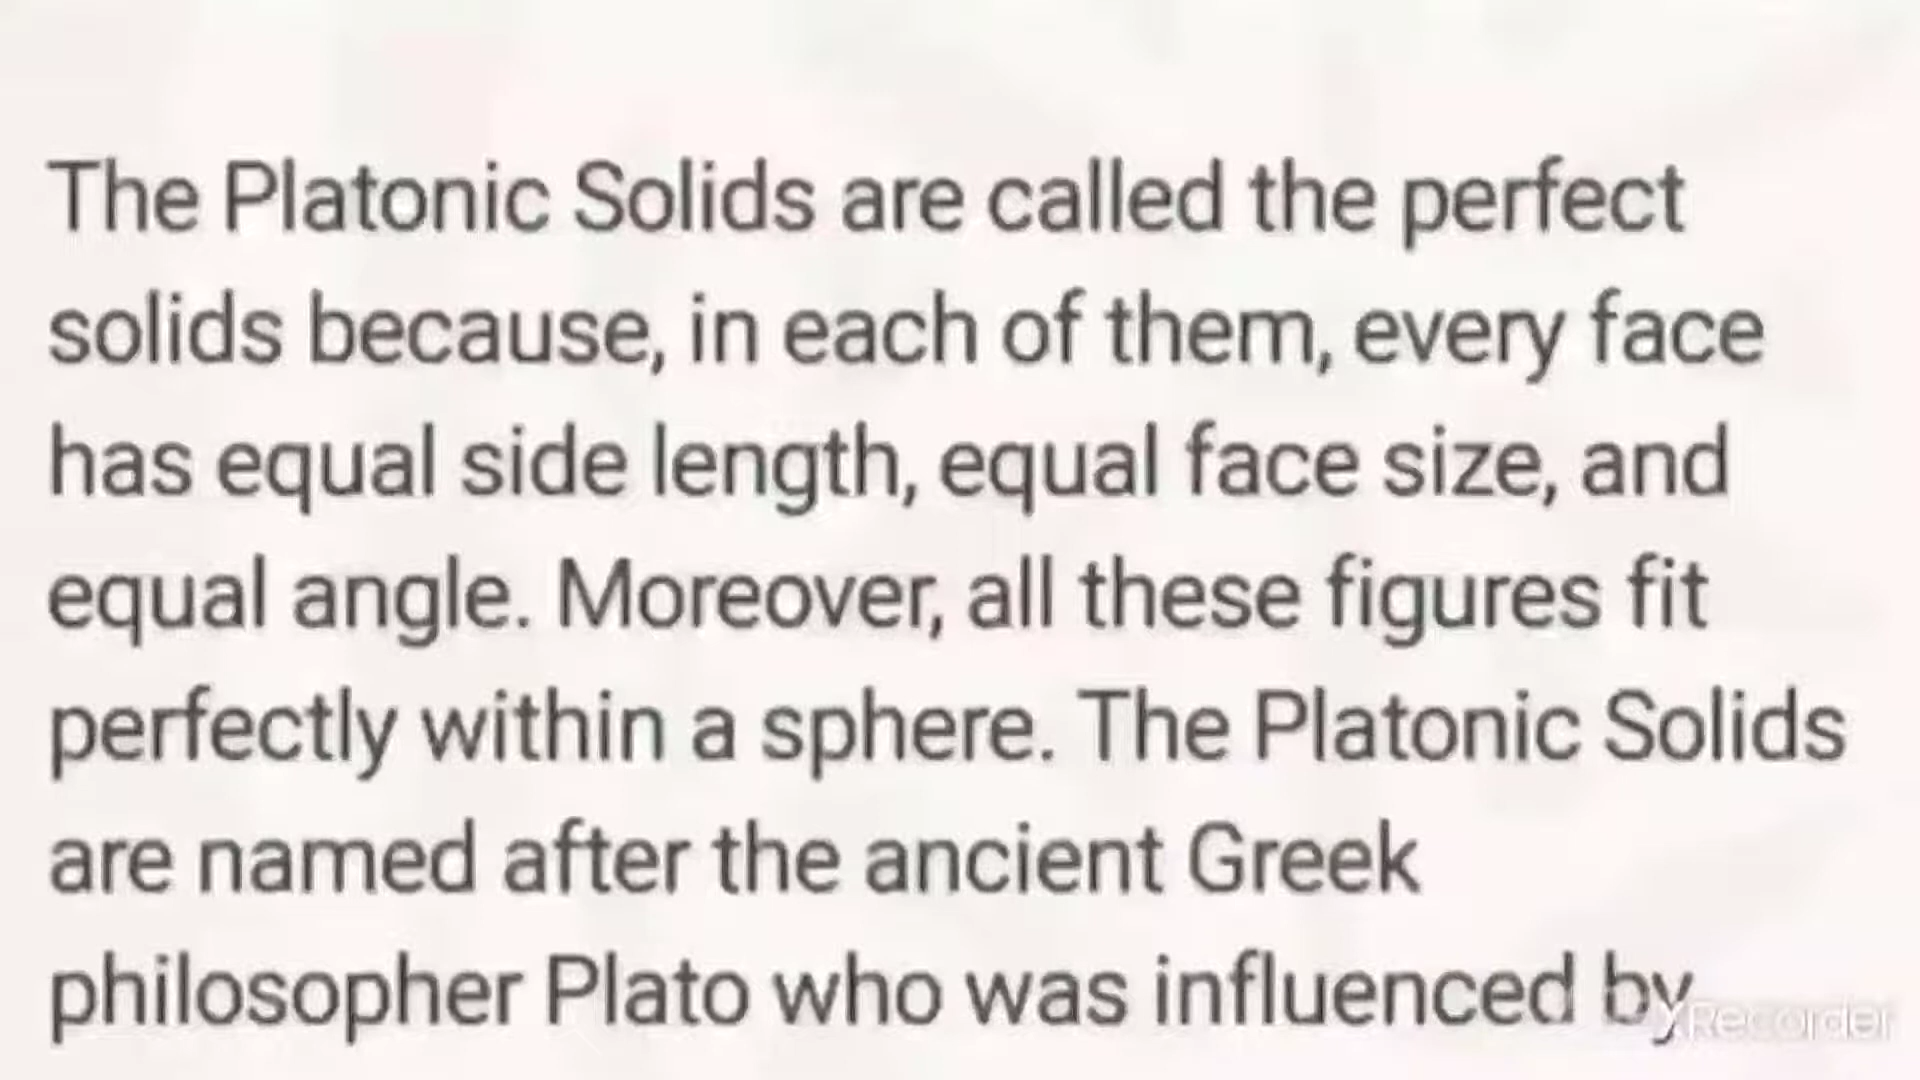 The Platonic Solids are called the perfect
solids because, in each of them, every face
has equal side length, equal face size, and
equal angle. Moreover, all these figures fit
perfectly within a sphere. The Platonic Solids
are named after the ancient Greek
philosopher Plato who was influenced by
XRecorder